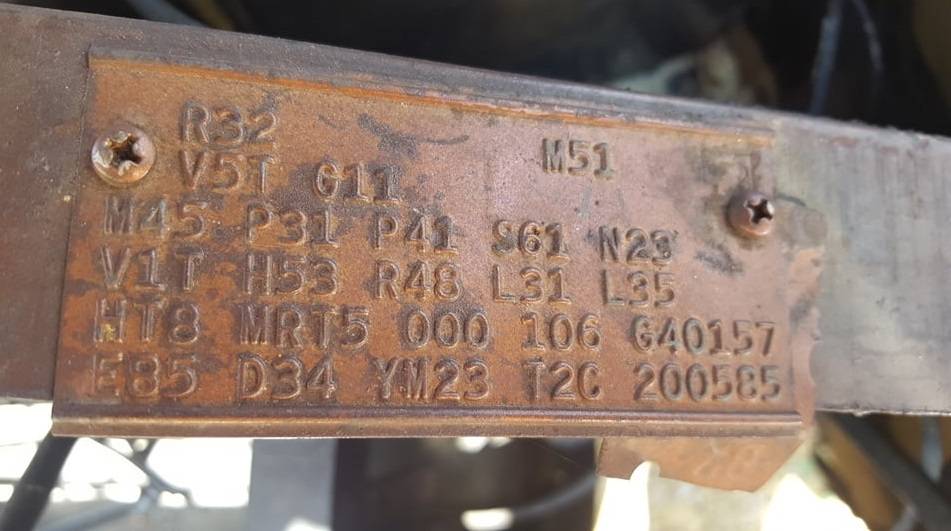 R32
M51
V5T G11
M45 P31 P41 S61 N23
V1T H53 R48 L31 L35
HT8 MRT5 000 106 G40157
E85 D34 YM23 T2C 200585